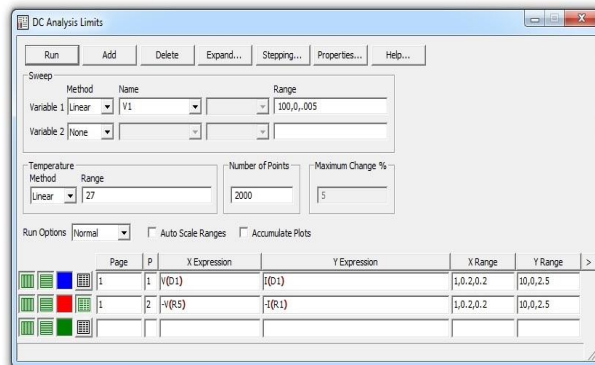 DC Analysis Limits
Run Add Delete Expand... Stepping... Properties... Help...
Sweep
Method Name Range
Variable 1 Linear V1 100,0,.005
Variable 2 None
Temperature Number of Points Maximum Change %
Method Range
Linear 27 2000 5
Run Options Normal Auto Scale Ranges Accumulate Plots
Page P X Expression Y Expression X Range Y Range >
1 1 V(D1) I(D1) 1,0.2,0.2 10,0,2.5
1 2 -V(R5) -I(R1) 1,0.2,0.2 10,0,2.5